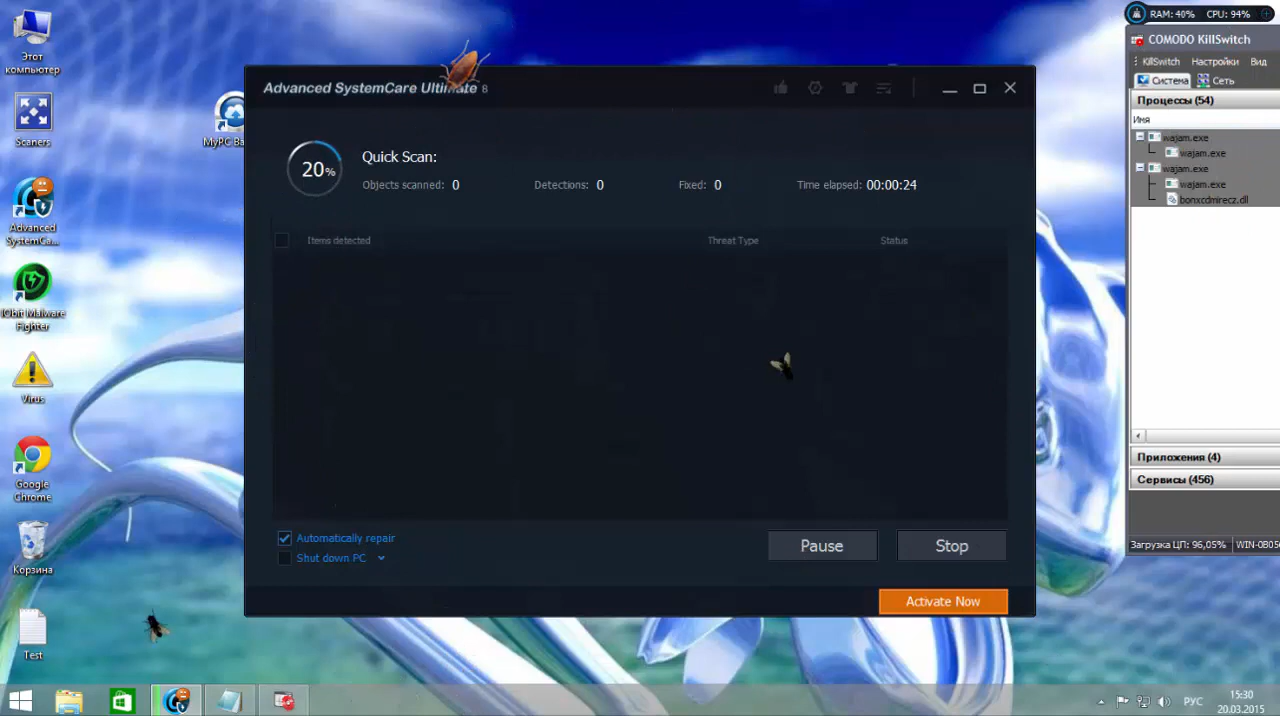 Этот
компьютер
Scaners
MyPC Ba
Advanced
SystemCa...
IObit Malware
Fighter
Virus
Google
Chrome
Корзина
Test
Advanced SystemCare Ultimate 8
20%
Quick Scan:
Objects scanned: 0 Detections: 0 Fixed: 0 Time elapsed: 00:00:24
Items detected Threat Type Status
Automatically repair
Shut down PC
Pause Stop
Activate Now
RAM: 40% CPU: 94%
COMODO KillSwitch
KillSwitch Настройки Вид
Система Сеть
Процессы (54)
Имя
wajam.exe
wajam.exe
wajam.exe
wajam.exe
bonxcdmirecz.dll
Приложения (4)
Сервисы (456)
Загрузка ЦП: 96,05% WIN-0B05
РУС
15:30
20.03.2015